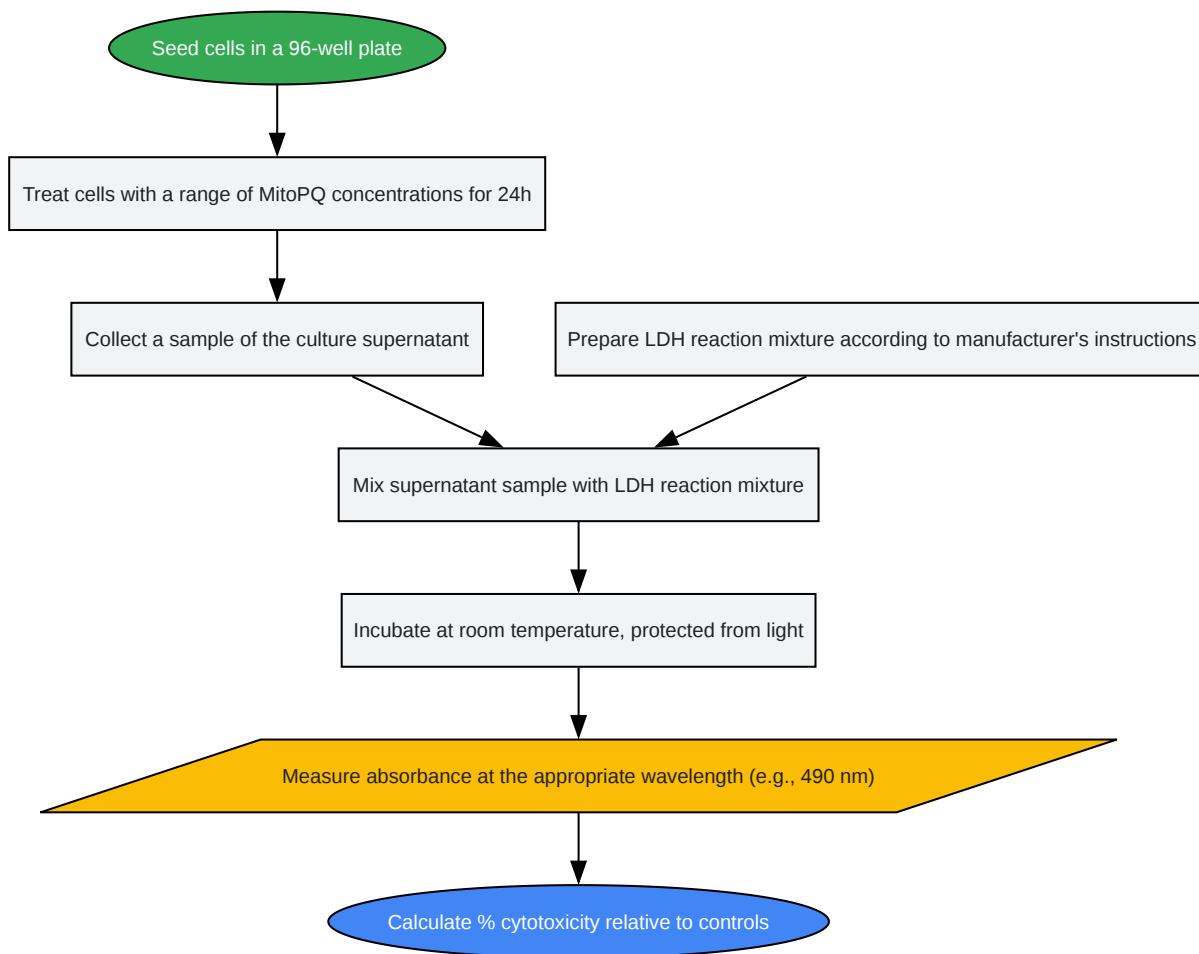 Seed cells in a 96-well plate
Treat cells with a range of MitoPQ concentrations for 24h
Collect a sample of the culture supernatant
Prepare LDH reaction mixture according to manufacturer's instructions
Mix supernatant sample with LDH reaction mixture
Incubate at room temperature, protected from light
Measure absorbance at the appropriate wavelength (e.g., 490 nm)
Calculate % cytotoxicity relative to controls